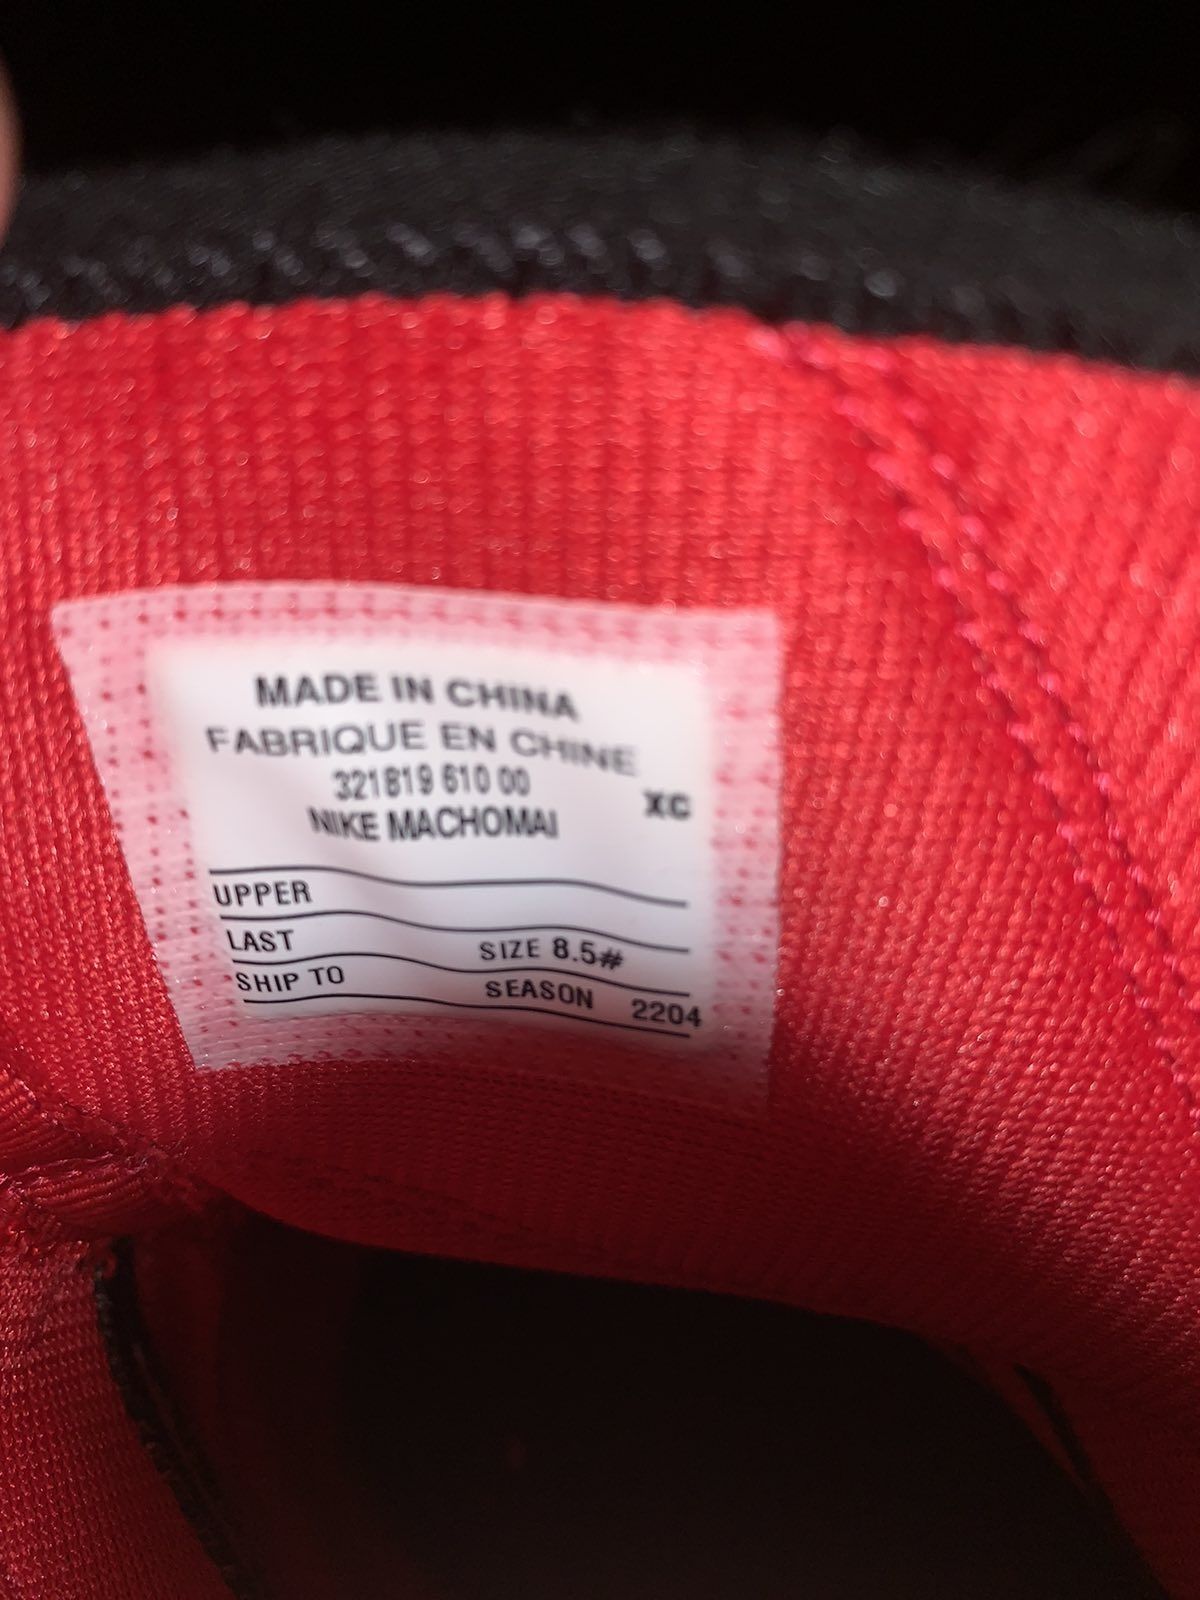 MADE IN CHINA
FABRIQUE EN CHINE
321819 610 00
XC
NIKE MACHOMAI
UPPER
LAST SIZE 8.5#
SHIP TO SEASON 2204